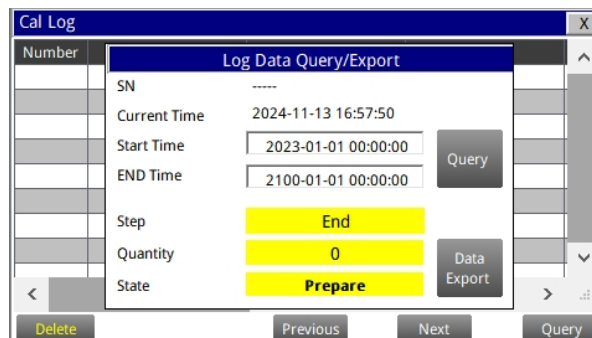 Cal Log X
Number
Log Data Query/Export
SN -----
Current Time 2024-11-13 16:57:50
Start Time 2023-01-01 00:00:00
Query
END Time 2100-01-01 00:00:00
Step End
Quantity 0
Data
Export
State Prepare
Delete Previous Next Query